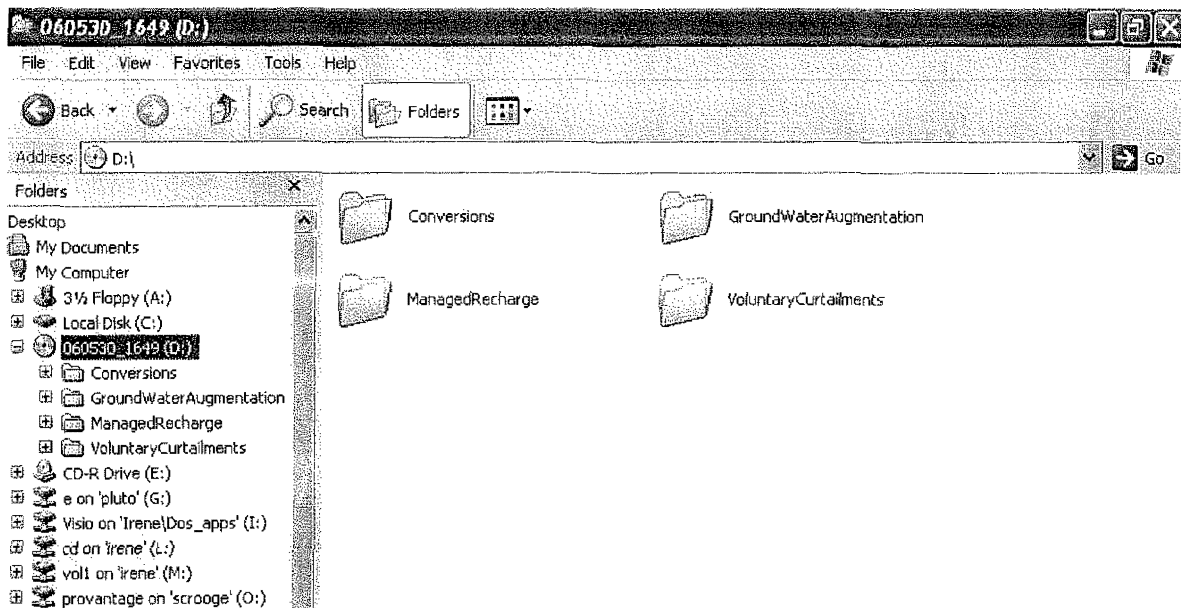 060530_1649 (D:)
File Edit View Favorites Tools Help
Back Search Folders
Address D:\ Go
Folders
Desktop
My Documents
My Computer
3½ Floppy (A:)
Local Disk (C:)
060530_1649 (D:)
Conversions
GroundWaterAugmentation
ManagedRecharge
VoluntaryCurtailments
CD-R Drive (E:)
e on 'pluto' (G:)
Visio on 'Irene\Dos_apps' (I:)
cd on 'irene' (L:)
vol1 on 'irene' (M:)
provantage on 'scrooge' (O:)
Conversions GroundWaterAugmentation
ManagedRecharge VoluntaryCurtailments